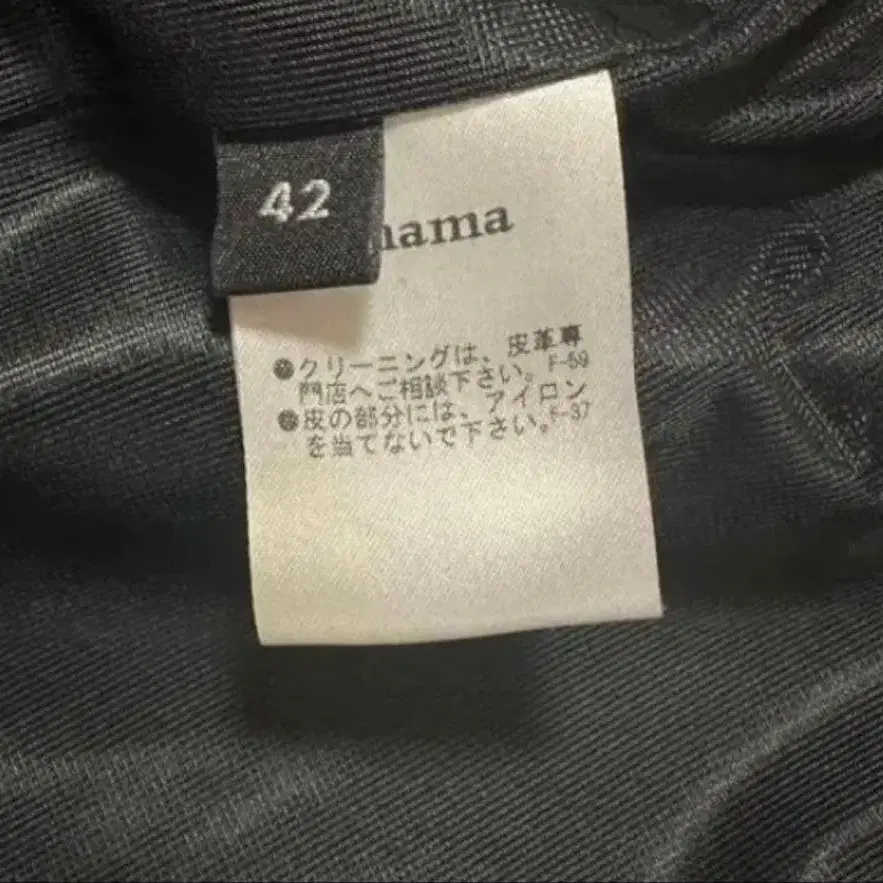 42
nama
クリーニングは、皮革専
門店へご相談下さい。F-59
皮の部分には、アイロン
を当てないで下さい。F-37